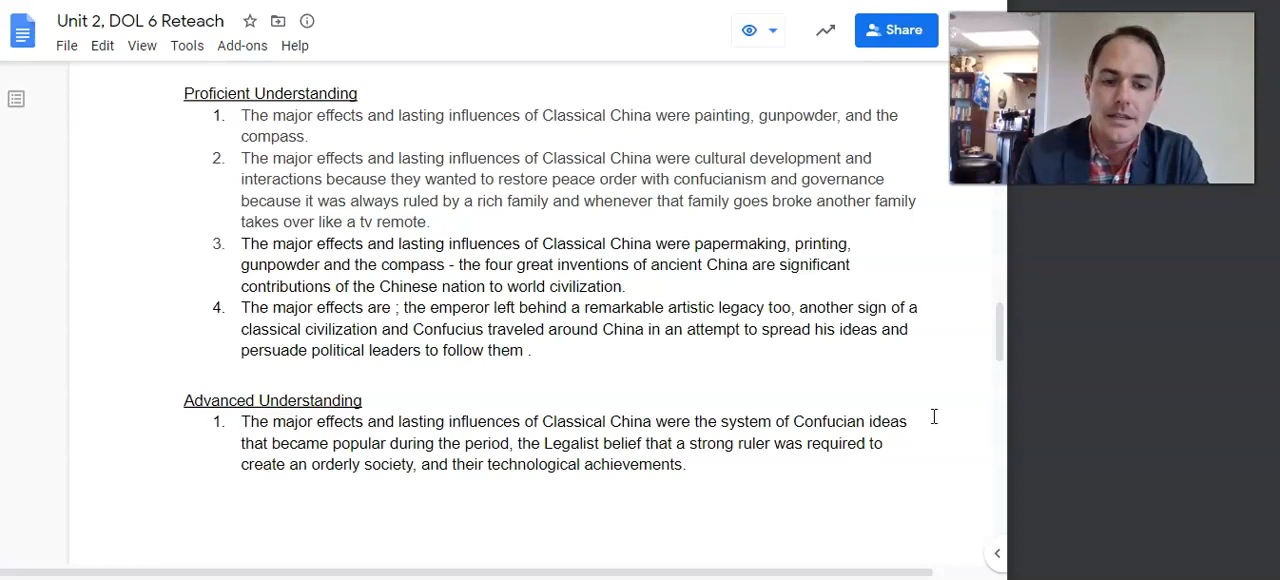 Unit 2, DOL 6 Reteach
File Edit View Tools Add-ons Help
Share
Proficient Understanding
1. The major effects and lasting influences of Classical China were painting, gunpowder, and the
compass.
2. The major effects and lasting influences of Classical China were cultural development and
interactions because they wanted to restore peace order with confucianism and governance
because it was always ruled by a rich family and whenever that family goes broke another family
takes over like a tv remote.
3. The major effects and lasting influences of Classical China were papermaking, printing,
gunpowder and the compass - the four great inventions of ancient China are significant
contributions of the Chinese nation to world civilization.
4. The major effects are ; the emperor left behind a remarkable artistic legacy too, another sign of a
classical civilization and Confucius traveled around China in an attempt to spread his ideas and
persuade political leaders to follow them .
Advanced Understanding
1. The major effects and lasting influences of Classical China were the system of Confucian ideas
that became popular during the period, the Legalist belief that a strong ruler was required to
create an orderly society, and their technological achievements.